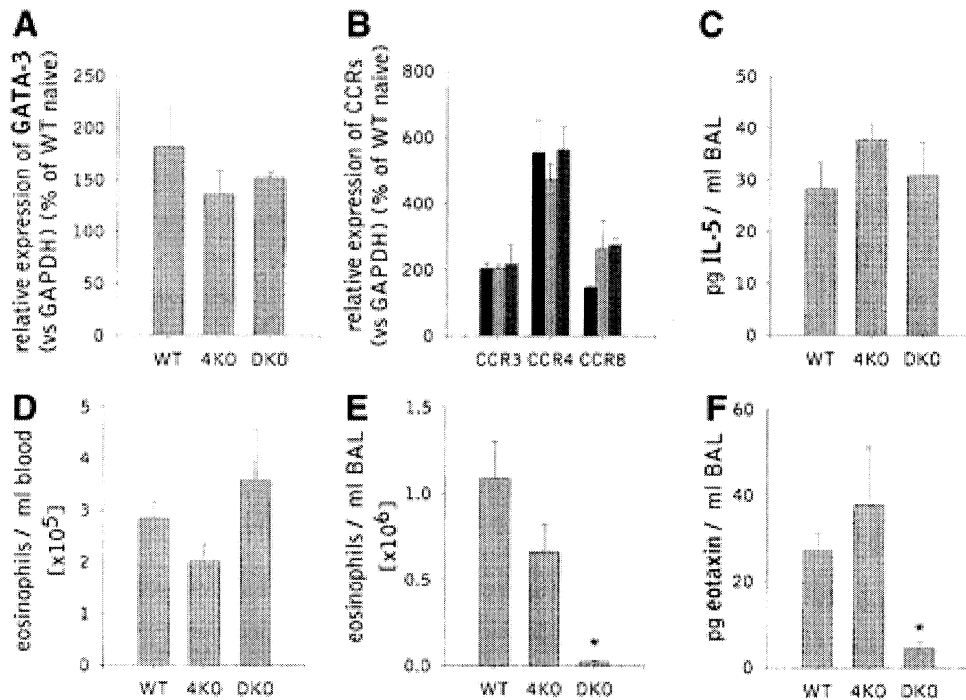 A
relative expression of GATA-3
(vs GAPDH) (% of WT naive)
250
200
150
100
50
0
WT 4KO DKO
B
relative expression of CCRs
(vs GAPDH) (% of WT naive)
800
600
400
200
0
CCR3 CCR4 CCR8
C
pg IL-5 / ml BAL
50
40
30
20
10
0
WT 4KO DKO
D
eosinophils / ml blood
[x10^5]
5
4
3
2
1
0
WT 4KO DKO
E
eosinophils / ml BAL
[x10^6]
1.5
1.0
0.5
0.0
*
WT 4KO DKO
F
pg eotaxin / ml BAL
60
40
20
0
*
WT 4KO DKO